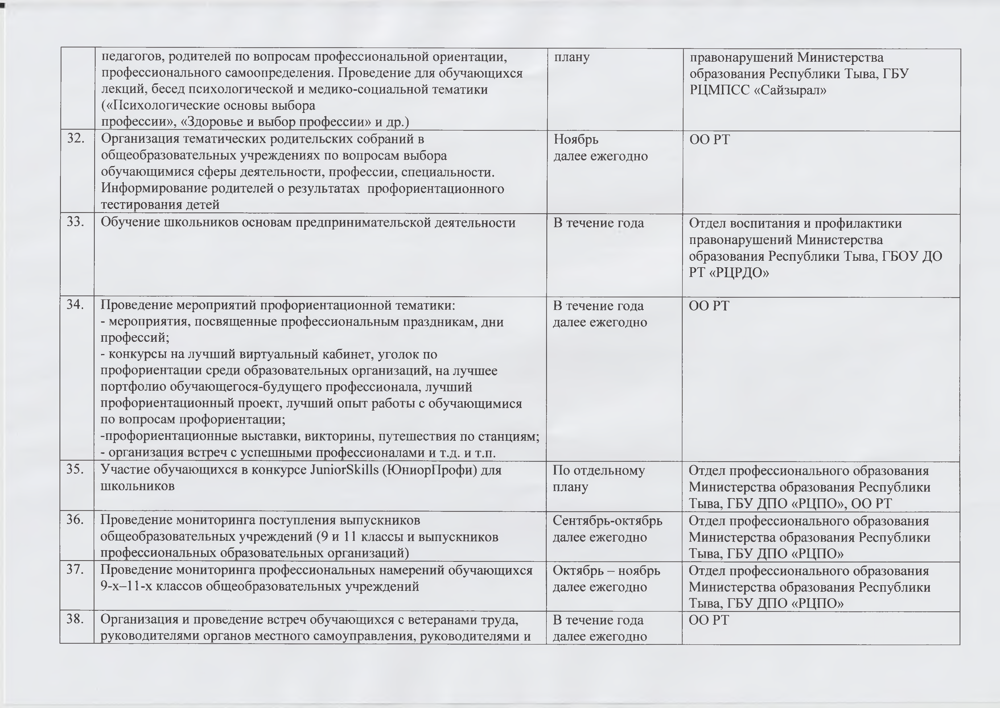 педагогов, родителей по вопросам профессиональной ориентации,
профессионального самоопределения. Проведение для обучающихся
лекций, бесед психологической и медико-социальной тематики
(«Психологические основы выбора
профессии», «Здоровье и выбор профессии» и др.)
плану
правонарушений Министерства
образования Республики Тыва, ГБУ
РЦМПСС «Сайзырал»
32.
Организация тематических родительских собраний в
общеобразовательных учреждениях по вопросам выбора
обучающимися сферы деятельности, профессии, специальности.
Информирование родителей о результатах профориентационного
тестирования детей
Ноябрь
далее ежегодно
ОО РТ
33.
Обучение школьников основам предпринимательской деятельности
В течение года
Отдел воспитания и профилактики
правонарушений Министерства
образования Республики Тыва, ГБОУ ДО
РТ «РЦРДО»
34.
Проведение мероприятий профориентационной тематики:
- мероприятия, посвященные профессиональным праздникам, дни
профессий;
- конкурсы на лучший виртуальный кабинет, уголок по
профориентации среди образовательных организаций, на лучшее
портфолио обучающегося-будущего профессионала, лучший
профориентационный проект, лучший опыт работы с обучающимися
по вопросам профориентации;
-профориентационные выставки, викторины, путешествия по станциям;
- организация встреч с успешными профессионалами и т.д. и т.п.
В течение года
далее ежегодно
ОО РТ
35.
Участие обучающихся в конкурсе JuniorSkills (ЮниорПрофи) для
школьников
По отдельному
плану
Отдел профессионального образования
Министерства образования Республики
Тыва, ГБУ ДПО «РЦПО», ОО РТ
36.
Проведение мониторинга поступления выпускников
общеобразовательных учреждений (9 и 11 классы и выпускников
профессиональных образовательных организаций)
Сентябрь-октябрь
далее ежегодно
Отдел профессионального образования
Министерства образования Республики
Тыва, ГБУ ДПО «РЦПО»
37.
Проведение мониторинга профессиональных намерений обучающихся
9-х–11-х классов общеобразовательных учреждений
Октябрь – ноябрь
далее ежегодно
Отдел профессионального образования
Министерства образования Республики
Тыва, ГБУ ДПО «РЦПО»
38.
Организация и проведение встреч обучающихся с ветеранами труда,
руководителями органов местного самоуправления, руководителями и
В течение года
далее ежегодно
ОО РТ